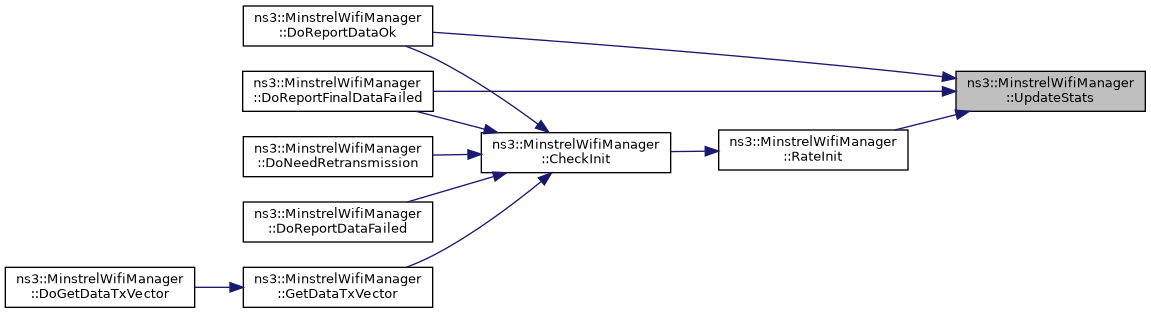 ns3::MinstrelWifiManager
::DoReportDataOk
ns3::MinstrelWifiManager
::DoReportFinalDataFailed
ns3::MinstrelWifiManager
::UpdateStats
ns3::MinstrelWifiManager
::DoNeedRetransmission
ns3::MinstrelWifiManager
::CheckInit
ns3::MinstrelWifiManager
::RateInit
ns3::MinstrelWifiManager
::DoReportDataFailed
ns3::MinstrelWifiManager
::DoGetDataTxVector
ns3::MinstrelWifiManager
::GetDataTxVector